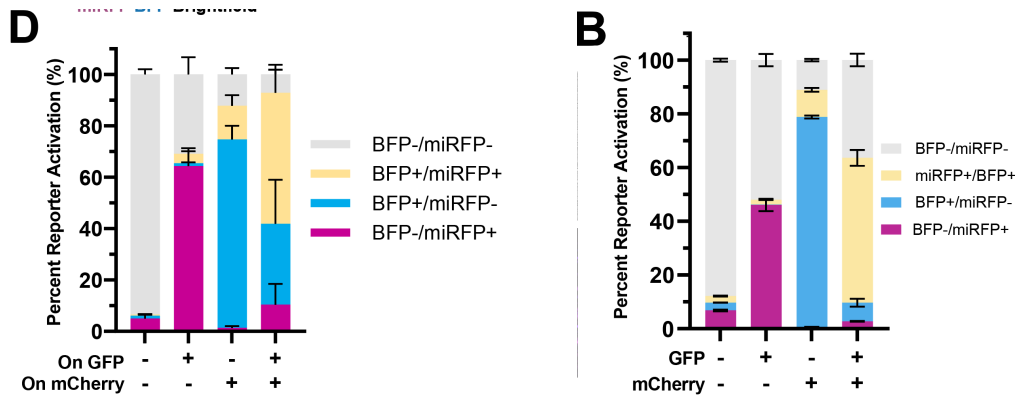 D
Percent Reporter Activation (%)
100
80
60
40
20
0
BFP-/miRFP-
BFP+/miRFP+
BFP+/miRFP-
BFP-/miRFP+
On GFP - + - +
On mCherry - - + +
B
Percent Reporter Activation (%)
100
80
60
40
20
0
BFP-/miRFP-
miRFP+/BFP+
BFP+/miRFP-
BFP-/miRFP+
GFP - + - +
mCherry - - + +